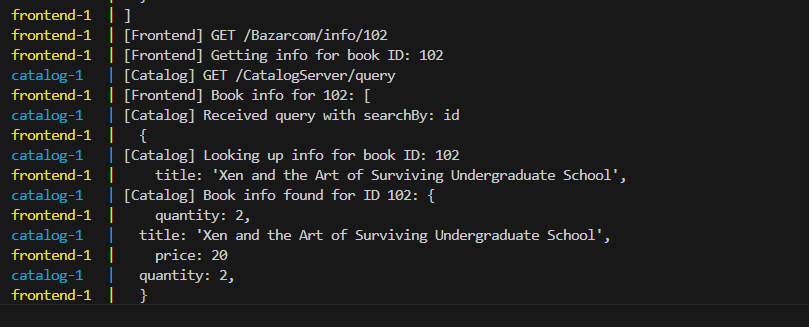 frontend-1 | ]
frontend-1 | [Frontend] GET /Bazarcom/info/102
frontend-1 | [Frontend] Getting info for book ID: 102
catalog-1 | [Catalog] GET /CatalogServer/query
frontend-1 | [Frontend] Book info for 102: [
catalog-1 | [Catalog] Received query with searchBy: id
frontend-1 |   {
catalog-1 | [Catalog] Looking up info for book ID: 102
frontend-1 |     title: 'Xen and the Art of Surviving Undergraduate School',
catalog-1 | [Catalog] Book info found for ID 102: {
frontend-1 |     quantity: 2,
catalog-1 |   title: 'Xen and the Art of Surviving Undergraduate School',
frontend-1 |     price: 20
catalog-1 |   quantity: 2,
frontend-1 |   }